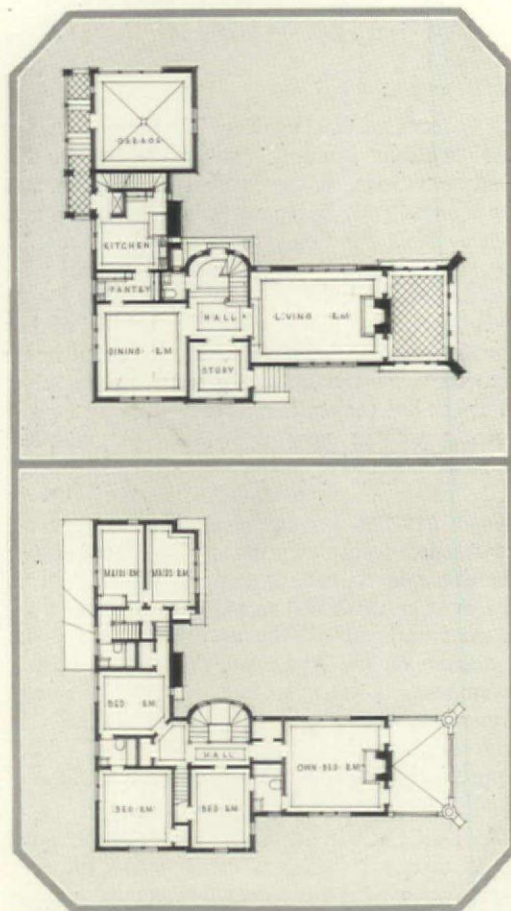 GARAGE
KITCHEN
PANTRY
HALL
LIVING · RM
DINING · RM
STUDY
MAIDS · RM
MAIDS · RM
BED · RM
HALL
OWN · BED · RM
BED · RM
BED · RM